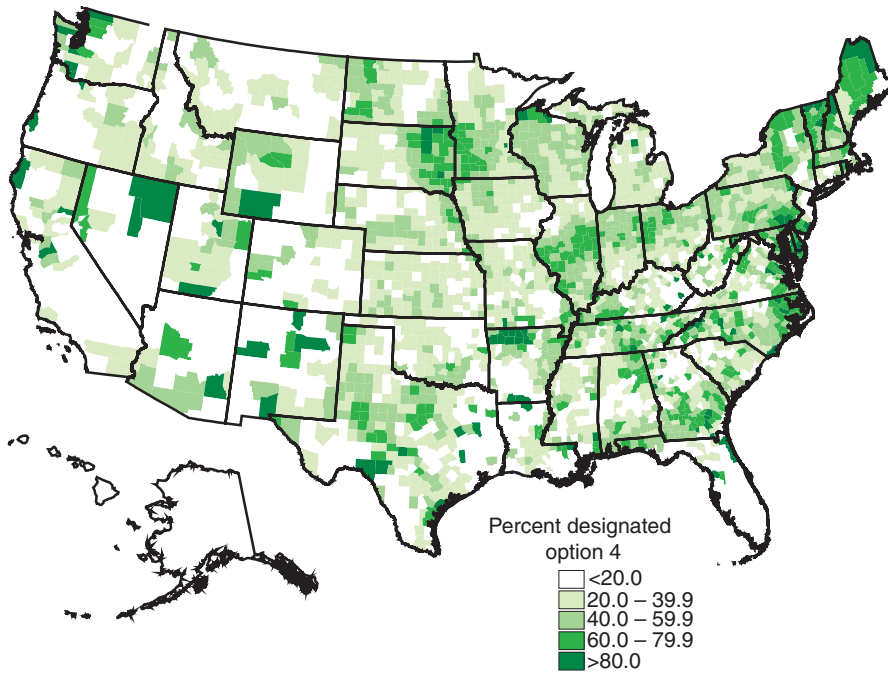 Percent designated
option 4
<20.0
20.0 – 39.9
40.0 – 59.9
60.0 – 79.9
>80.0